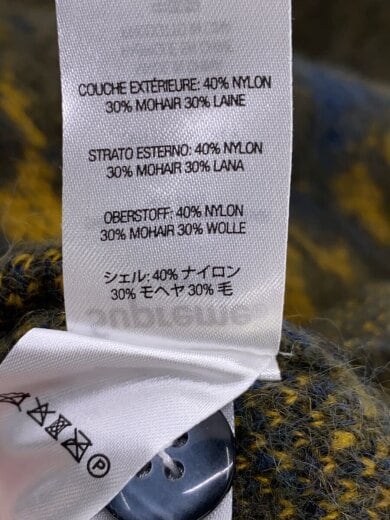 COUCHE EXTÉRIEURE: 40% NYLON
30% MOHAIR 30% LAINE
STRATO ESTERNO: 40% NYLON
30% MOHAIR 30% LANA
OBERSTOFF: 40% NYLON
30% MOHAIR 30% WOLLE
シェル: 40% ナイロン
30% モヘヤ 30% 毛
Supreme
P